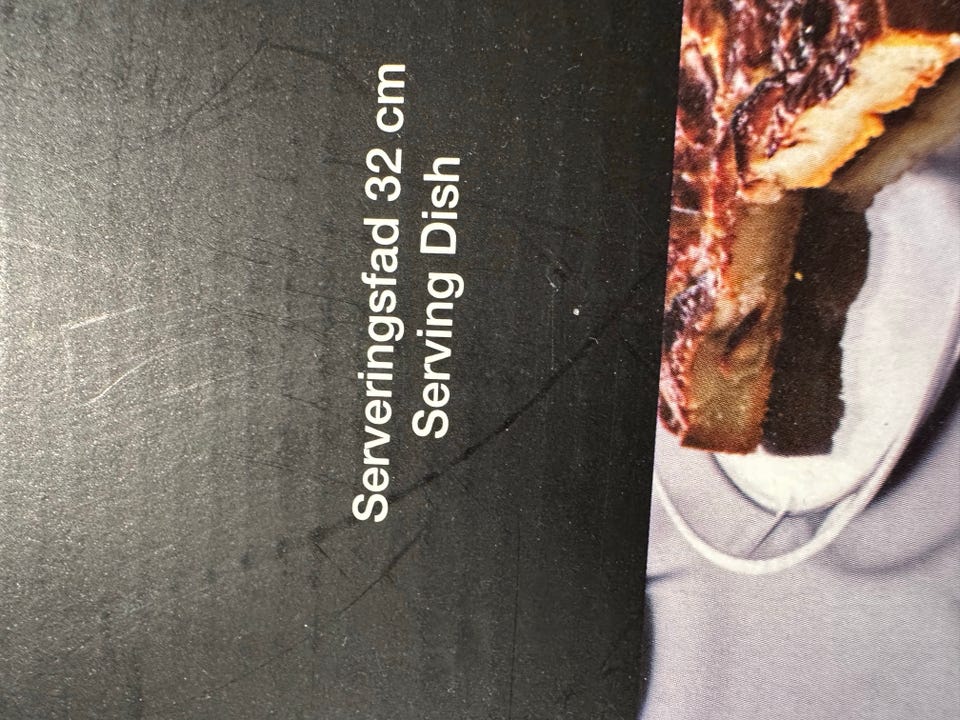 Serveringsfad 32 cm
Serving Dish